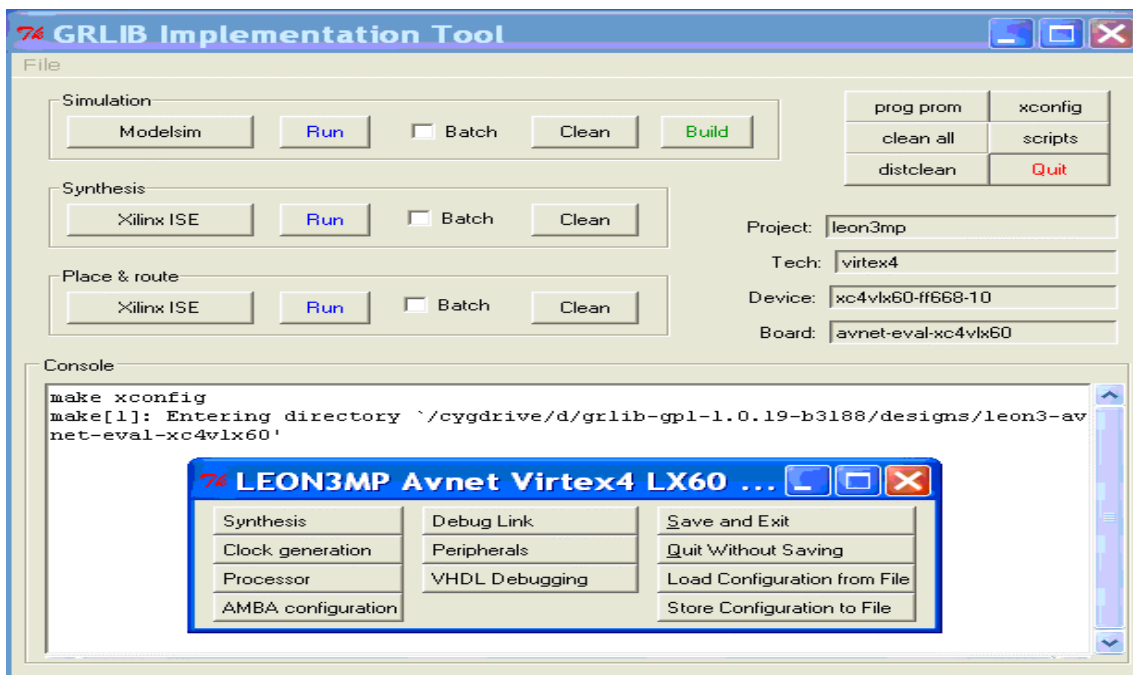 GRLIB Implementation Tool
File
Simulation
Modelsim Run Batch Clean Build
prog prom xconfig
clean all scripts
distclean Quit
Synthesis
Xilinx ISE Run Batch Clean
Place & route
Xilinx ISE Run Batch Clean
Project: leon3mp
Tech: virtex4
Device: xc4vlx60-ff668-10
Board: avnet-eval-xc4vlx60
Console
make xconfig
make[1]: Entering directory `/cygdrive/d/grlib-gpl-1.0.19-b3188/designs/leon3-av
net-eval-xc4vlx60'
LEON3MP Avnet Virtex4 LX60 ...
Synthesis Debug Link Save and Exit
Clock generation Peripherals Quit Without Saving
Processor VHDL Debugging Load Configuration from File
AMBA configuration Store Configuration to File